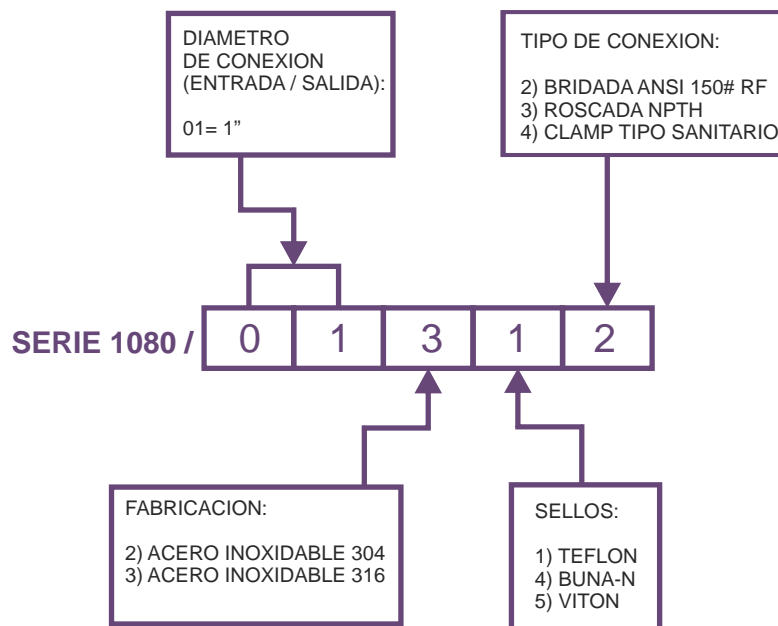 DIAMETRO
DE CONEXION
(ENTRADA / SALIDA):
01= 1”
TIPO DE CONEXION:
2) BRIDADA ANSI 150# RF
3) ROSCADA NPTH
4) CLAMP TIPO SANITARIO
SERIE 1080 / 0 1 3 1 2
FABRICACION:
2) ACERO INOXIDABLE 304
3) ACERO INOXIDABLE 316
SELLOS:
1) TEFLON
4) BUNA-N
5) VITON